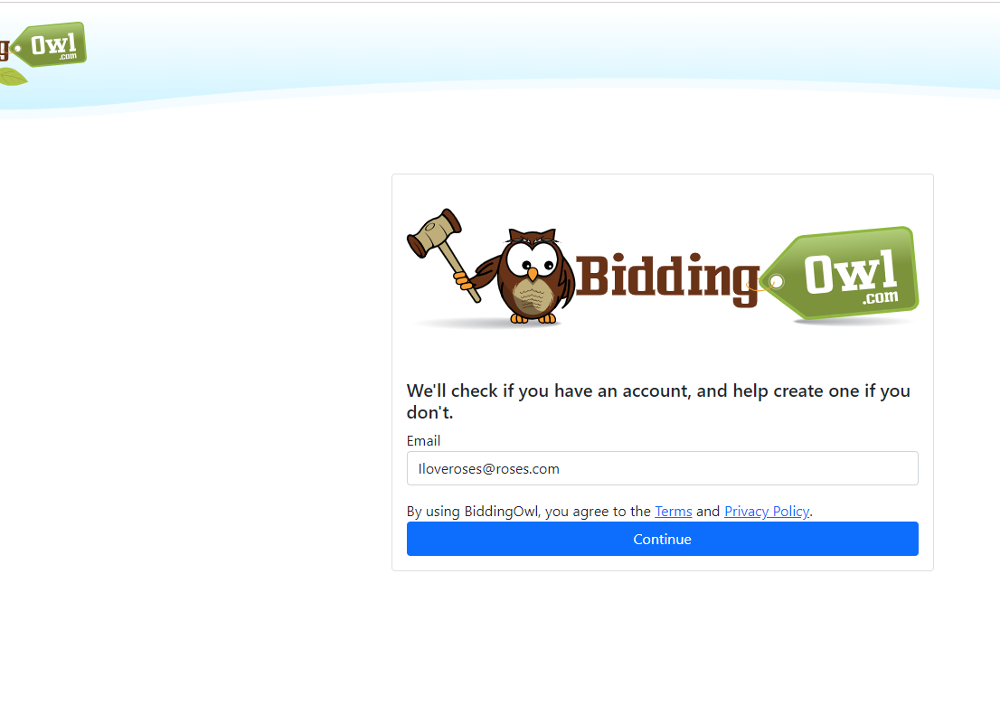 g Owl
.com
Bidding Owl
.com
We'll check if you have an account, and help create one if you
don't.
Email
Iloveroses@roses.com
By using BiddingOwl, you agree to the Terms and Privacy Policy.
Continue